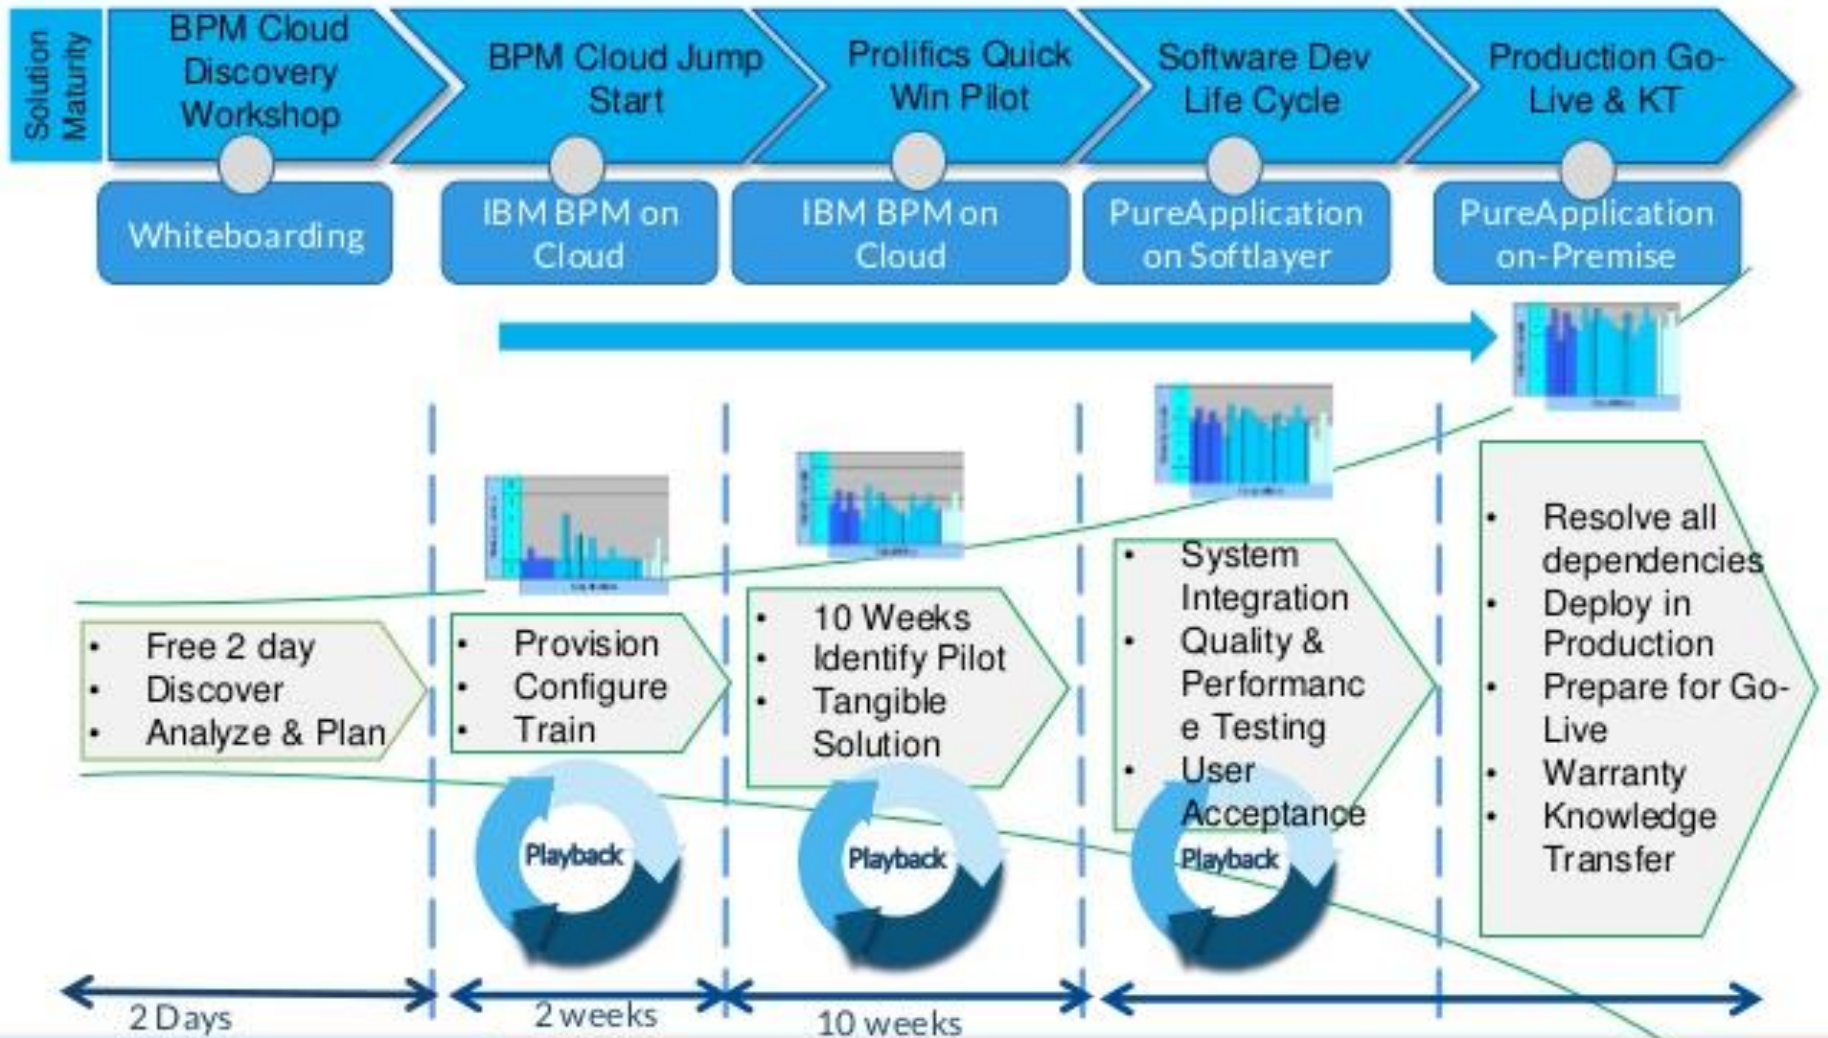 Solution
Maturity
BPM Cloud
Discovery
Workshop
BPM Cloud Jump
Start
Prolifics Quick
Win Pilot
Software Dev
Life Cycle
Production Go-
Live & KT
Whiteboarding
IBM BPM on
Cloud
IBM BPM on
Cloud
PureApplication
on Softlayer
PureApplication
on-Premise
• Free 2 day
• Discover
• Analyze & Plan
• Provision
• Configure
• Train
• 10 Weeks
• Identify Pilot
• Tangible
Solution
• System
Integration
• Quality &
Performanc
e Testing
• User
Acceptance
• Resolve all
dependencies
• Deploy in
Production
• Prepare for Go-
Live
• Warranty
• Knowledge
Transfer
Playback
Playback
Playback
2 Days
2 weeks
10 weeks